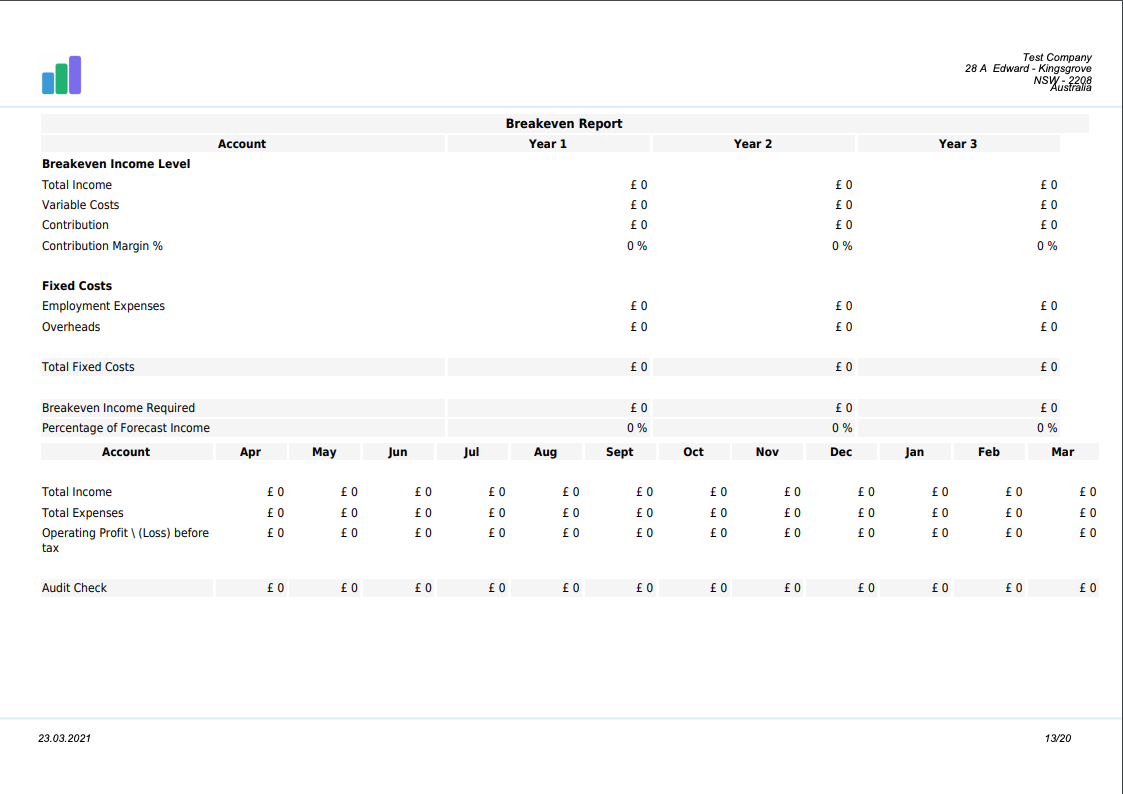 Test Company
28 A Edward - Kingsgrove
NSW - 2208
Australia
Breakeven Report
Account Year 1 Year 2 Year 3
Breakeven Income Level
Total Income £ 0 £ 0 £ 0
Variable Costs £ 0 £ 0 £ 0
Contribution £ 0 £ 0 £ 0
Contribution Margin % 0 % 0 % 0 %
Fixed Costs
Employment Expenses £ 0 £ 0 £ 0
Overheads £ 0 £ 0 £ 0
Total Fixed Costs £ 0 £ 0 £ 0
Breakeven Income Required £ 0 £ 0 £ 0
Percentage of Forecast Income 0 % 0 % 0 %
Account Apr May Jun Jul Aug Sept Oct Nov Dec Jan Feb Mar
Total Income £ 0 £ 0 £ 0 £ 0 £ 0 £ 0 £ 0 £ 0 £ 0 £ 0 £ 0 £ 0
Total Expenses £ 0 £ 0 £ 0 £ 0 £ 0 £ 0 £ 0 £ 0 £ 0 £ 0 £ 0 £ 0
Operating Profit \ (Loss) before £ 0 £ 0 £ 0 £ 0 £ 0 £ 0 £ 0 £ 0 £ 0 £ 0 £ 0 £ 0
tax
Audit Check £ 0 £ 0 £ 0 £ 0 £ 0 £ 0 £ 0 £ 0 £ 0 £ 0 £ 0 £ 0
23.03.2021 13/20